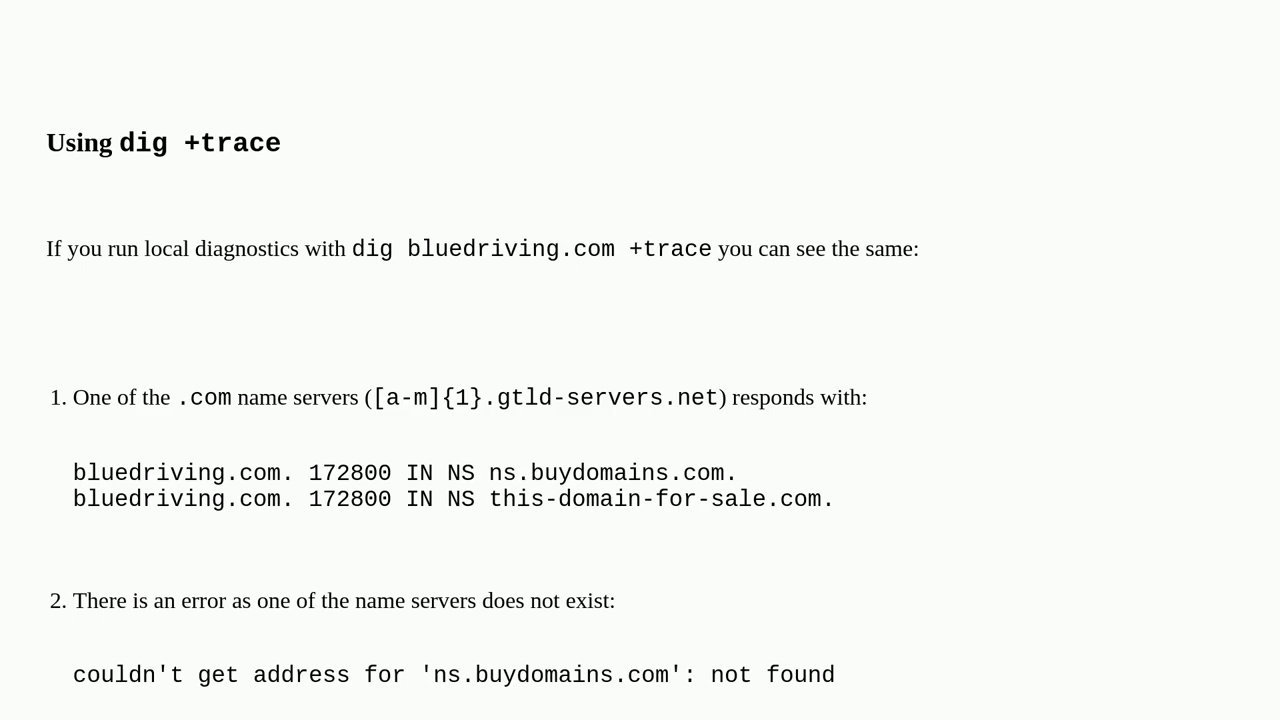 Using dig +trace
If you run local diagnostics with dig bluedriving.com +trace you can see the same:
1. One of the .com name servers ([a-m]{1}.gtld-servers.net) responds with:
bluedriving.com. 172800 IN NS ns.buydomains.com.
bluedriving.com. 172800 IN NS this-domain-for-sale.com.
2. There is an error as one of the name servers does not exist:
couldn't get address for 'ns.buydomains.com': not found